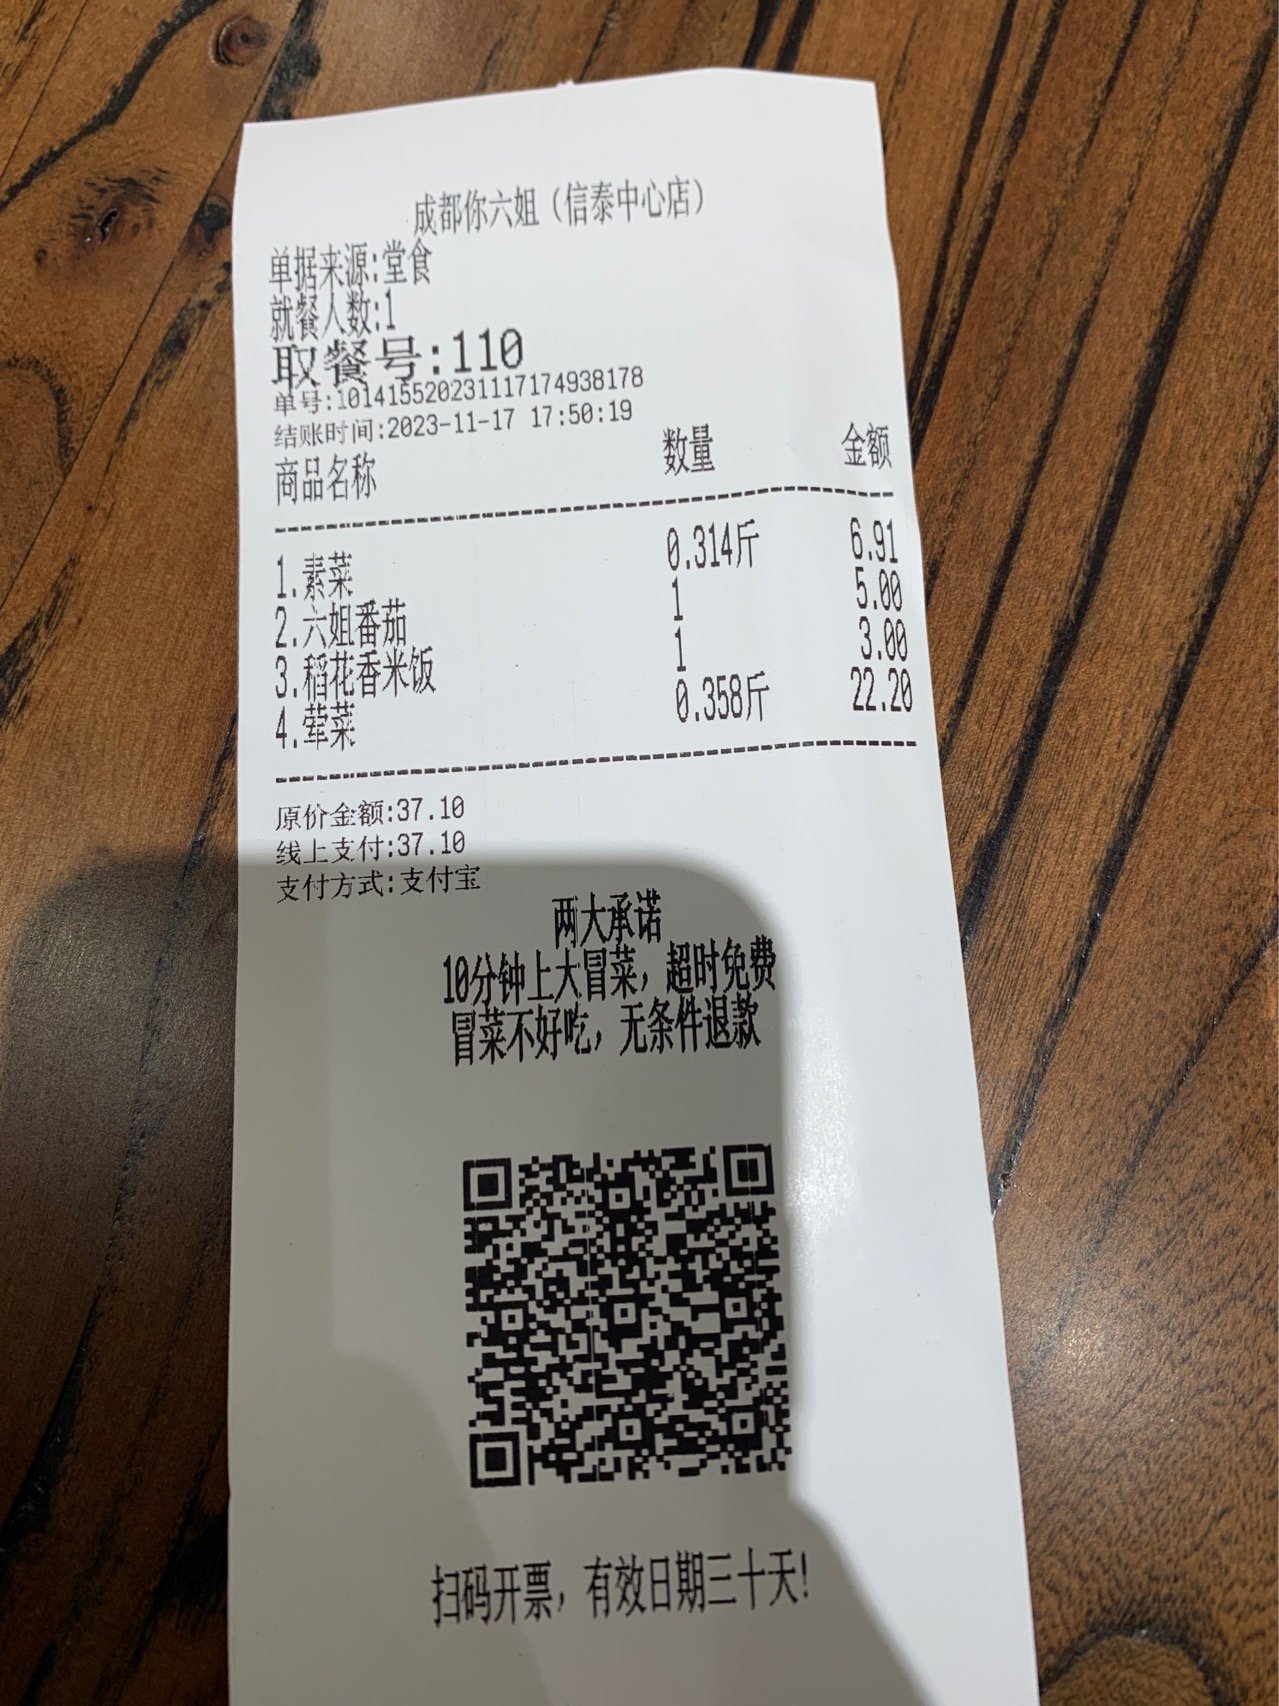 成都你六姐（信泰中心店）
单据来源:堂食
就餐人数:1
取餐号:110
单号:101415520231117174938178
结账时间:2023-11-17 17:50:19
商品名称 数量 金额
1.素菜 0.314斤 6.91
2.六姐番茄 1 5.00
3.稻花香米饭 1 3.00
4.荤菜 0.358斤 22.20
原价金额:37.10
线上支付:37.10
支付方式:支付宝
两大承诺
10分钟上大冒菜，超时免费
冒菜不好吃，无条件退款
扫码开票，有效日期三十天!